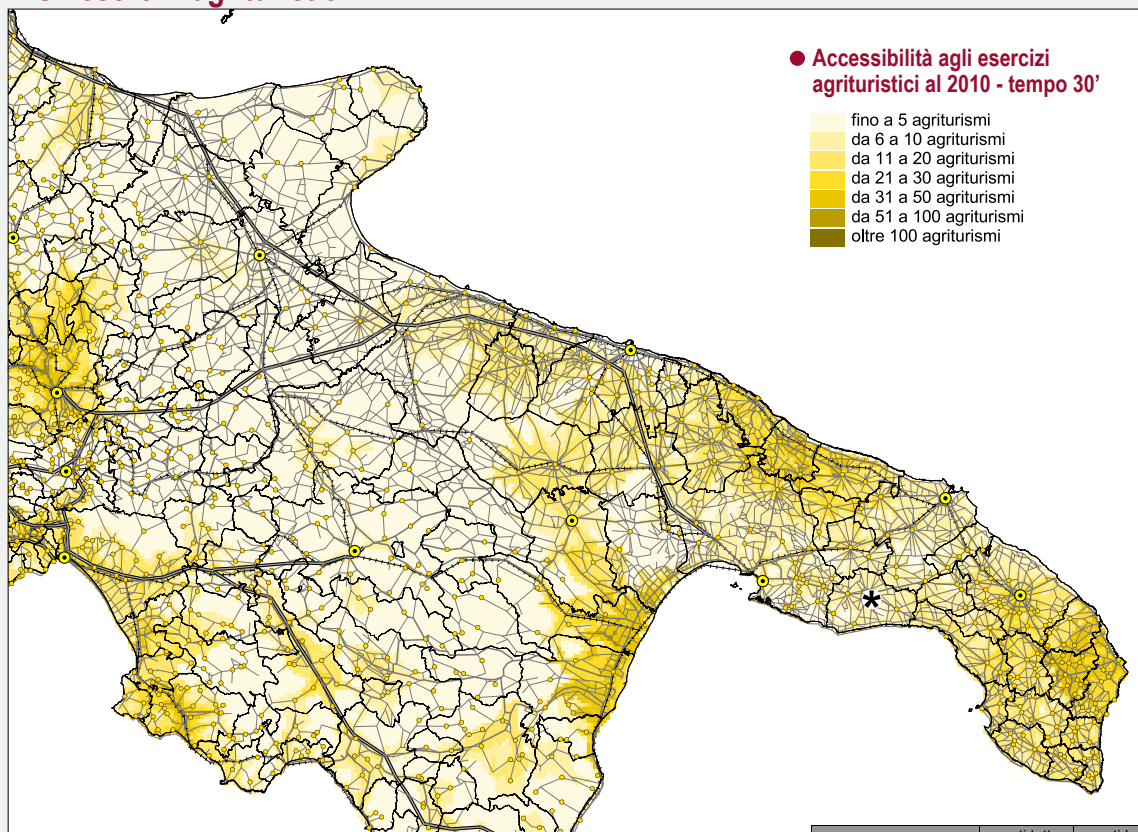 Accessibilità agli esercizi
agrituristici al 2010 - tempo 30’
fino a 5 agriturismi
da 6 a 10 agriturismi
da 11 a 20 agriturismi
da 21 a 30 agriturismi
da 31 a 50 agriturismi
da 51 a 100 agriturismi
oltre 100 agriturismi
*